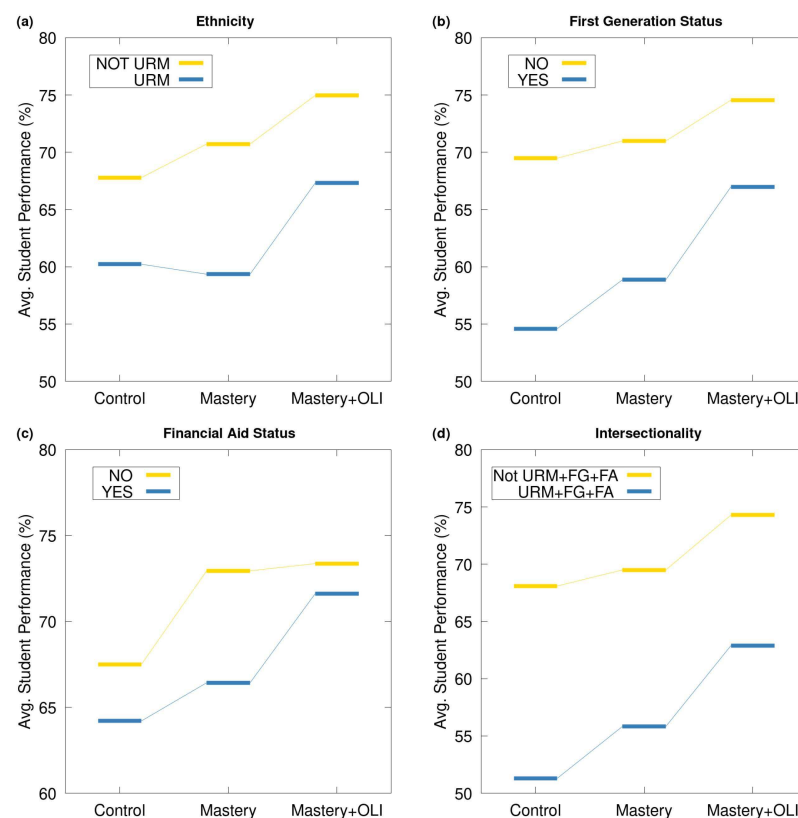 (a) Ethnicity
Avg. Student Performance (%)
80
75
70
65
60
55
50
NOT URM
URM
Control Mastery Mastery+OLI
(b) First Generation Status
Avg. Student Performance (%)
80
75
70
65
60
55
50
NO
YES
Control Mastery Mastery+OLI
(c) Financial Aid Status
Avg. Student Performance (%)
80
75
70
65
60
NO
YES
Control Mastery Mastery+OLI
(d) Intersectionality
Avg. Student Performance (%)
80
75
70
65
60
55
50
Not URM+FG+FA
URM+FG+FA
Control Mastery Mastery+OLI